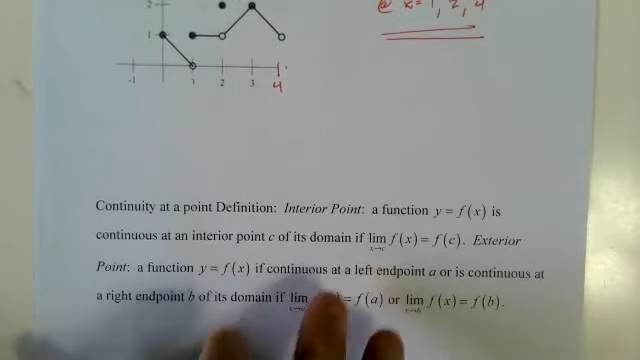 2
@ x = 1, 2, 4
1
-1 1 2 3 4
Continuity at a point Definition: Interior Point: a function y = f(x) is
continuous at an interior point c of its domain if lim x→c f(x) = f(c). Exterior
Point: a function y = f(x) if continuous at a left endpoint a or is continuous at
a right endpoint b of its domain if lim = f(a) or lim x→b f(x) = f(b).